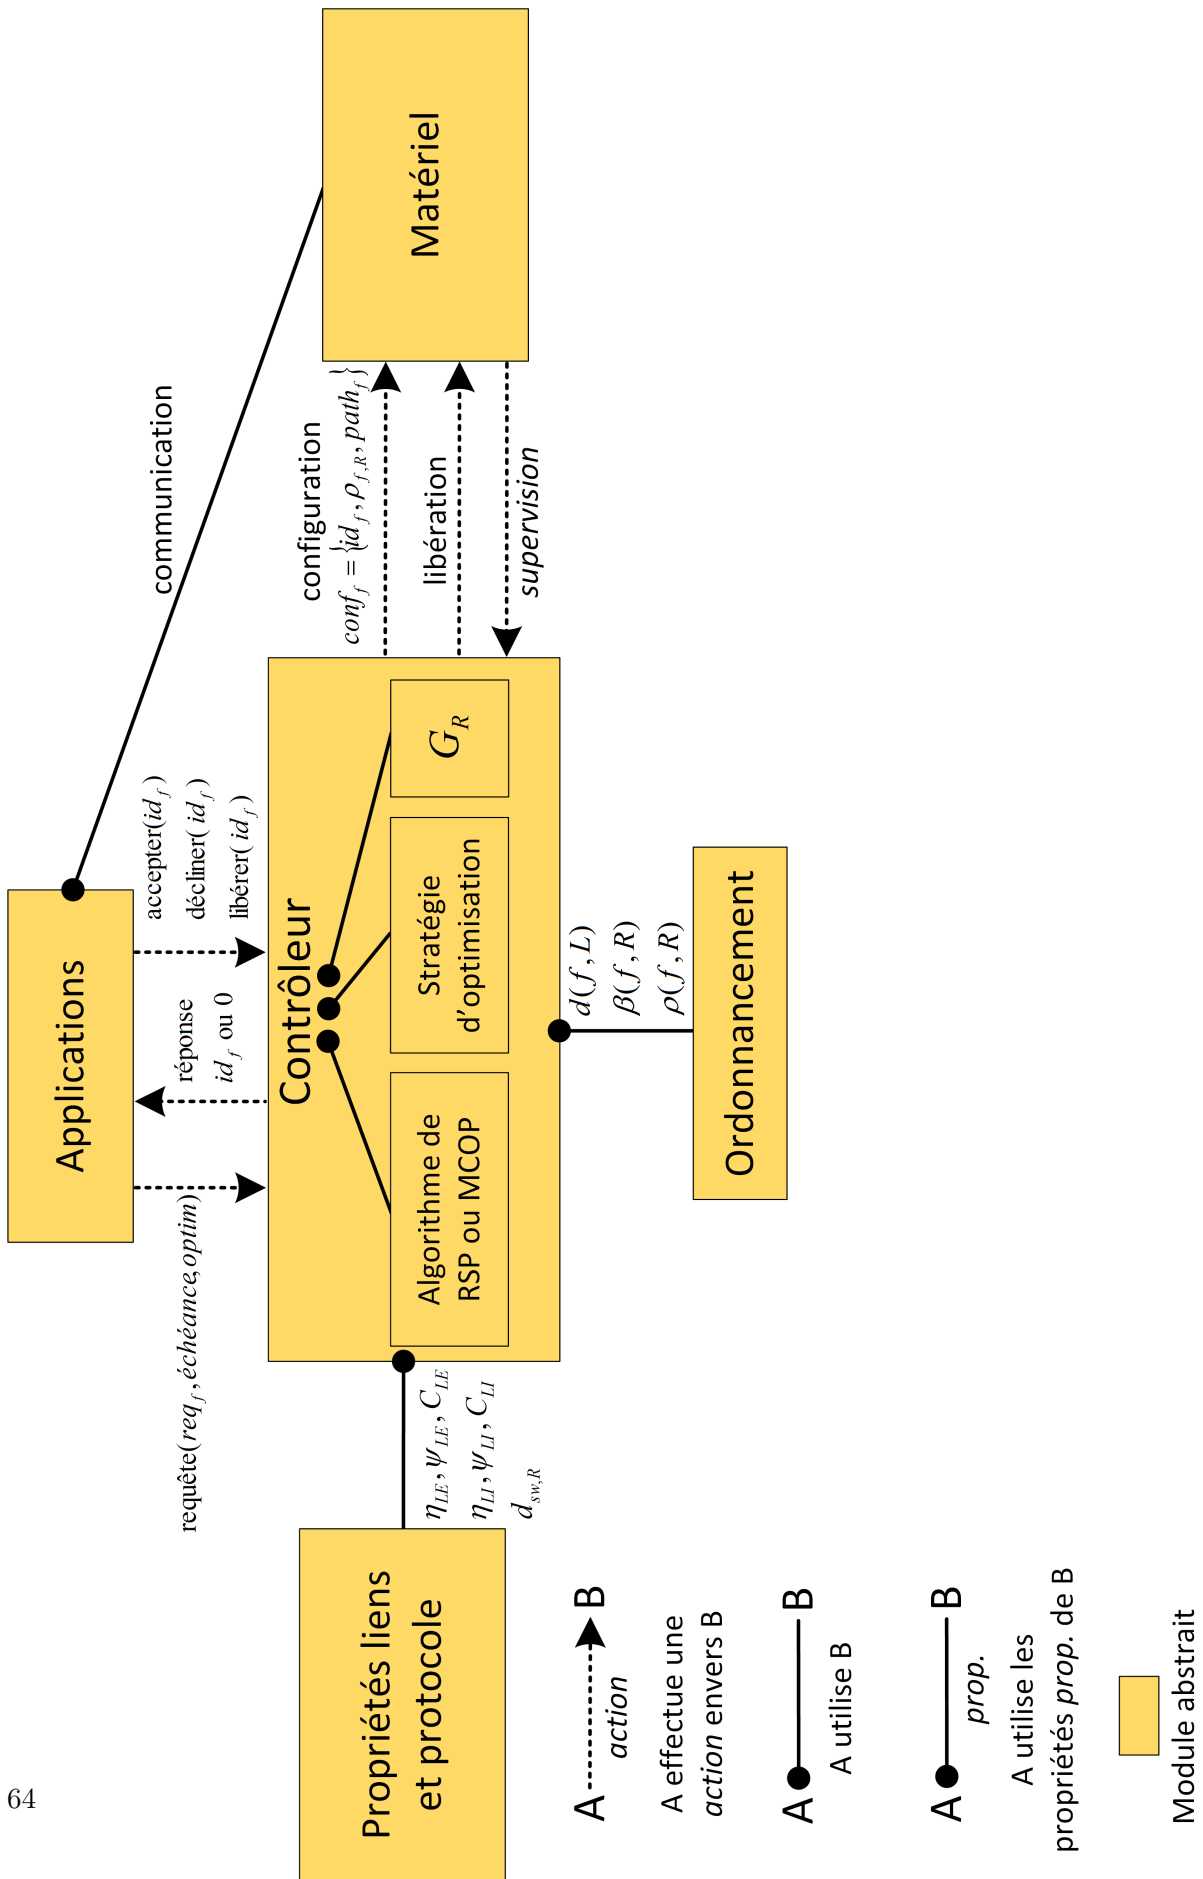 Applications
communication
requête(req_f, échéance, optim)
réponse
id_f ou 0
accepter(id_f)
décliner(id_f)
libérer(id_f)
Propriétés liens
et protocole
η_LE, ψ_LE, C_LE
η_LI, ψ_LI, C_LI
d_sw,R
Contrôleur
Algorithme de
RSP ou MCOP
Stratégie
d'optimisation
G_R
configuration
conf_f = {id_f, ρ_f,R, path_f}
libération
supervision
Matériel
d(f, L)
β(f, R)
ρ(f, R)
Ordonnancement
A B
action
A effectue une
action envers B
A B
A utilise B
A B
prop.
A utilise les
propriétés prop. de B
Module abstrait
64